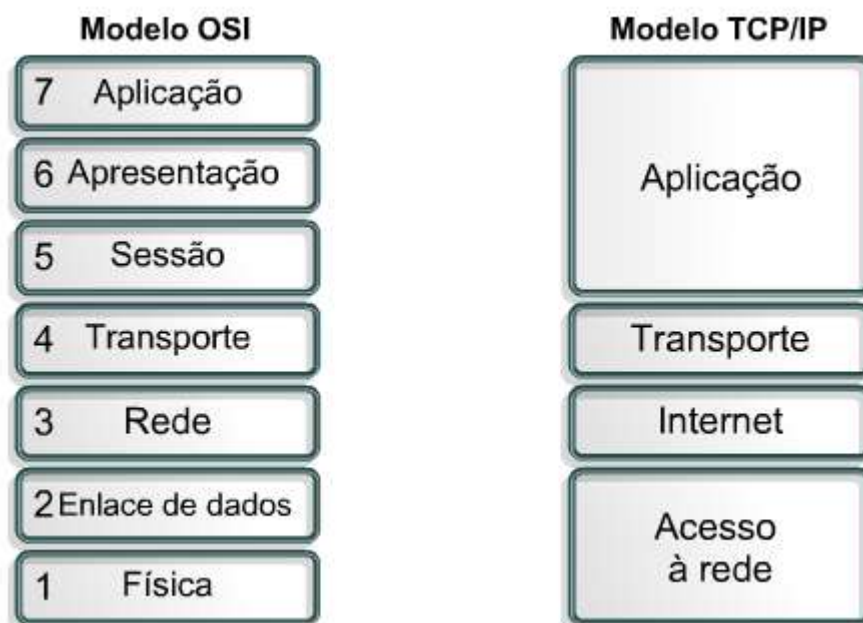 Modelo OSI
7 Aplicação
6 Apresentação
5 Sessão
4 Transporte
3 Rede
2 Enlace de dados
1 Física
Modelo TCP/IP
Aplicação
Transporte
Internet
Acesso
à rede